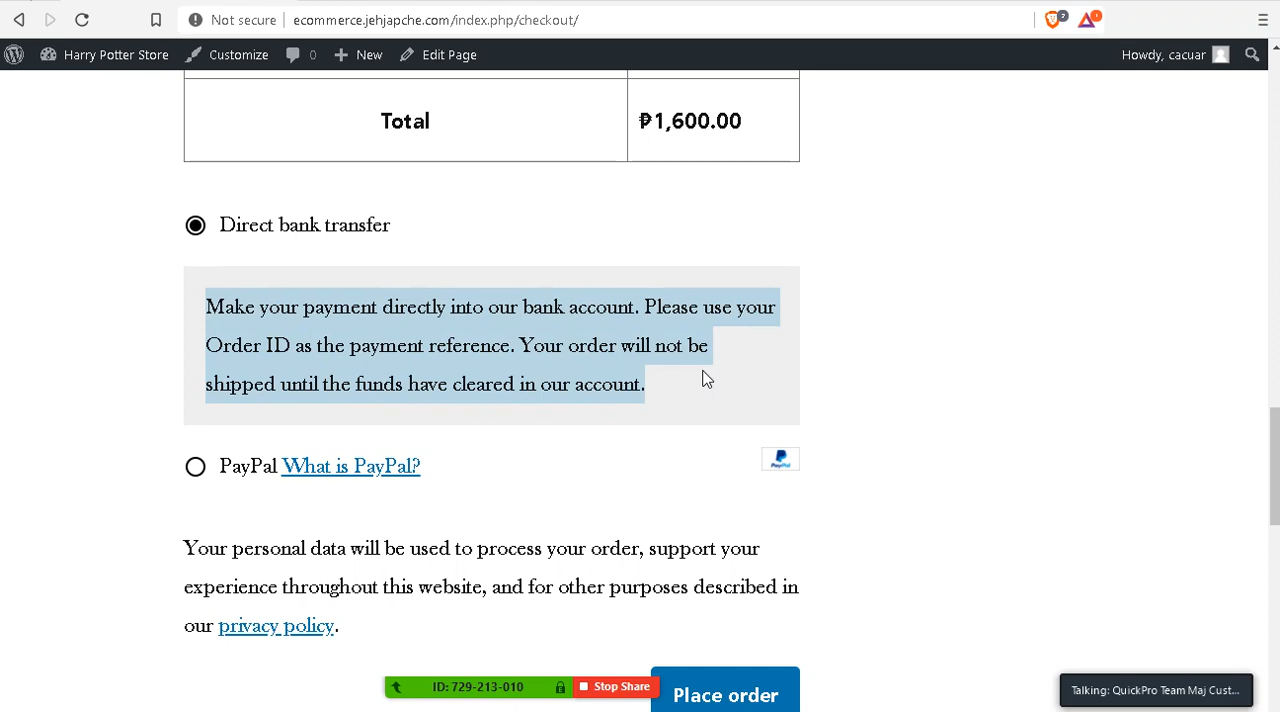 Not secure ecommerce.jehjapche.com/index.php/checkout/ 2 1
Harry Potter Store Customize 0 New Edit Page Howdy, cacuar
Total ₱1,600.00
Direct bank transfer
Make your payment directly into our bank account. Please use your
Order ID as the payment reference. Your order will not be
shipped until the funds have cleared in our account.
PayPal What is PayPal? PayPal
Your personal data will be used to process your order, support your
experience throughout this website, and for other purposes described in
our privacy policy.
ID: 729-213-010 Stop Share Place order
Talking: QuickPro Team Maj Cust...